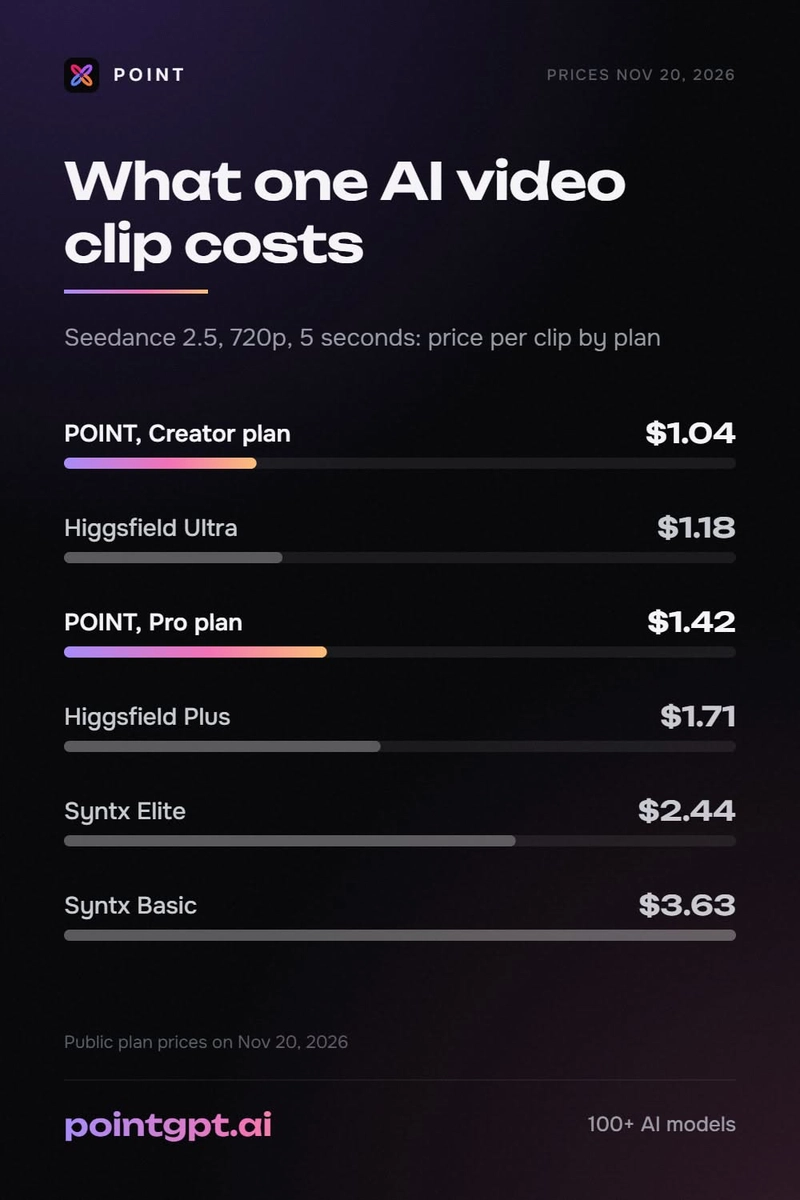 POINT
PRICES NOV 20, 2026
What one AI video
clip costs
Seedance 2.5, 720p, 5 seconds: price per clip by plan
POINT, Creator plan $1.04
Higgsfield Ultra $1.18
POINT, Pro plan $1.42
Higgsfield Plus $1.71
Syntx Elite $2.44
Syntx Basic $3.63
Public plan prices on Nov 20, 2026
pointgpt.ai
100+ AI models